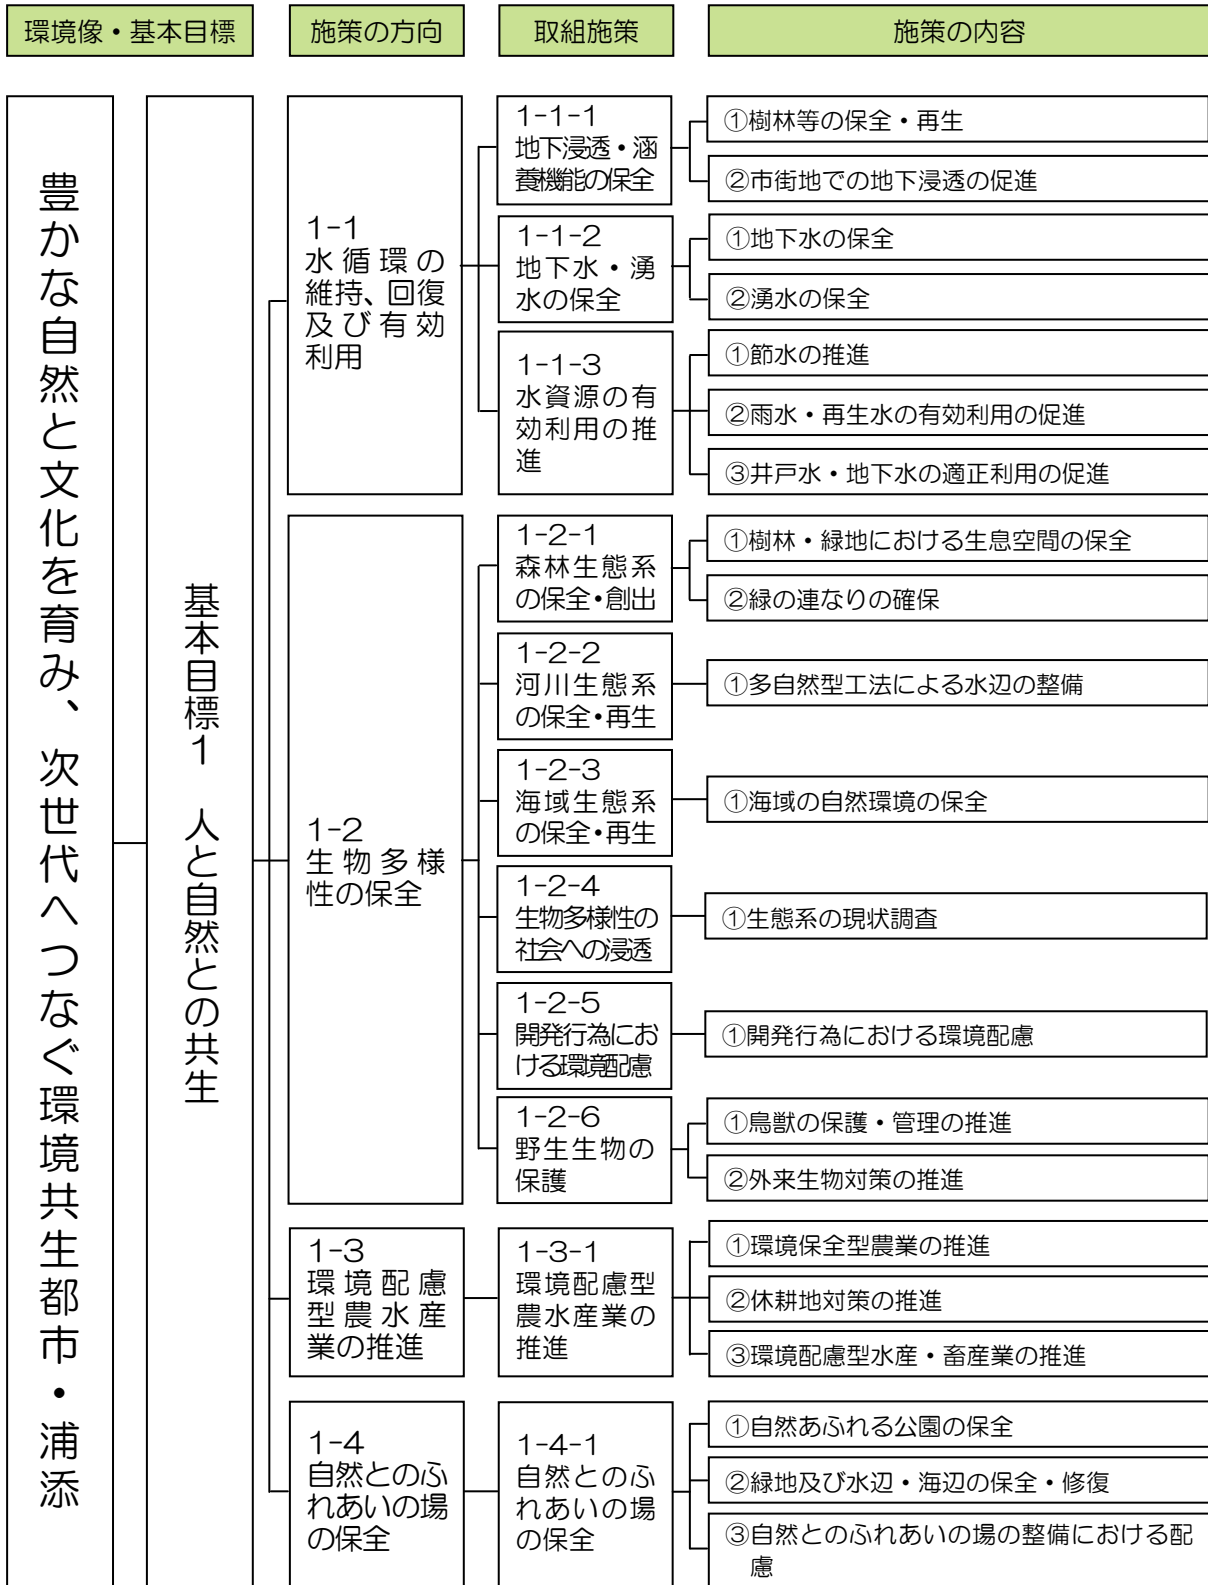 環境像・基本目標
施策の方向
取組施策
施策の内容
豊かな自然と文化を育み、次世代へつなぐ環境共生都市・浦添
基本目標1 人と自然との共生
1-1
水循環の
維持、回復
及び有効
利用
1-1-1
地下浸透・涵
養機能の保全
①樹林等の保全・再生
②市街地での地下浸透の促進
1-1-2
地下水・湧
水の保全
①地下水の保全
②湧水の保全
1-1-3
水資源の有
効利用の推
進
①節水の推進
②雨水・再生水の有効利用の促進
③井戸水・地下水の適正利用の促進
1-2
生物多様
性の保全
1-2-1
森林生態系
の保全・創出
①樹林・緑地における生息空間の保全
②緑の連なりの確保
1-2-2
河川生態系
の保全・再生
①多自然型工法による水辺の整備
1-2-3
海域生態系
の保全・再生
①海域の自然環境の保全
1-2-4
生物多様性の
社会への浸透
①生態系の現状調査
1-2-5
開発行為にお
ける環境配慮
①開発行為における環境配慮
1-2-6
野生生物の
保護
①鳥獣の保護・管理の推進
②外来生物対策の推進
1-3
環境配慮
型農水産
業の推進
1-3-1
環境配慮型
農水産業の
推進
①環境保全型農業の推進
②休耕地対策の推進
③環境配慮型水産・畜産業の推進
1-4
自然とのふ
れあいの場
の保全
1-4-1
自然とのふ
れあいの場
の保全
①自然あふれる公園の保全
②緑地及び水辺・海辺の保全・修復
③自然とのふれあいの場の整備における配
慮